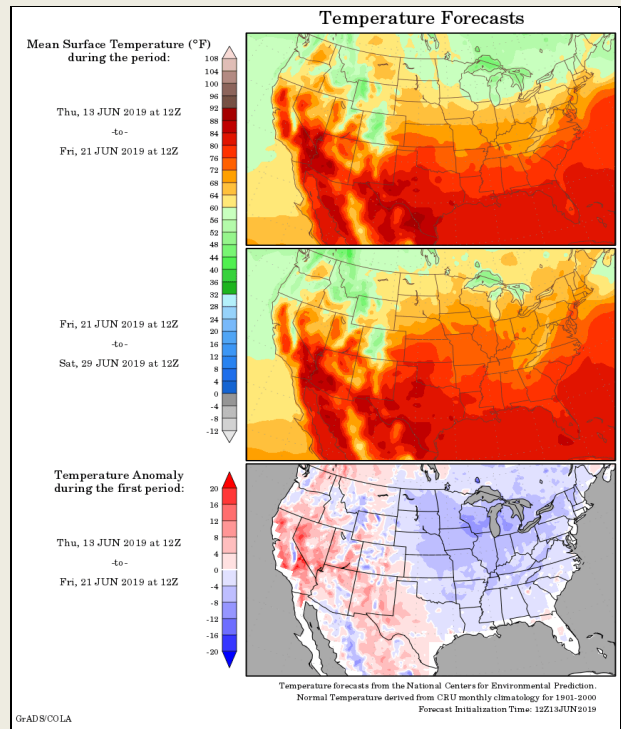 Temperature Forecasts
Mean Surface Temperature (°F)
during the period:
108
104
100
96
92
88
84
80
76
72
68
64
60
56
52
48
44
40
36
32
28
24
20
16
12
8
4
0
-4
-8
-12
Thu, 13 JUN 2019 at 12Z
-to-
Fri, 21 JUN 2019 at 12Z
Fri, 21 JUN 2019 at 12Z
-to-
Sat, 29 JUN 2019 at 12Z
Temperature Anomaly
during the first period:
20
16
12
8
4
0
-4
-8
-12
-16
-20
Thu, 13 JUN 2019 at 12Z
-to-
Fri, 21 JUN 2019 at 12Z
Temperature forecasts from the National Centers for Environmental Prediction.
Normal Temperature derived from CRU monthly climatology for 1901-2000
Forecast Initialization Time: 12Z13JUN2019
GrADS/COLA